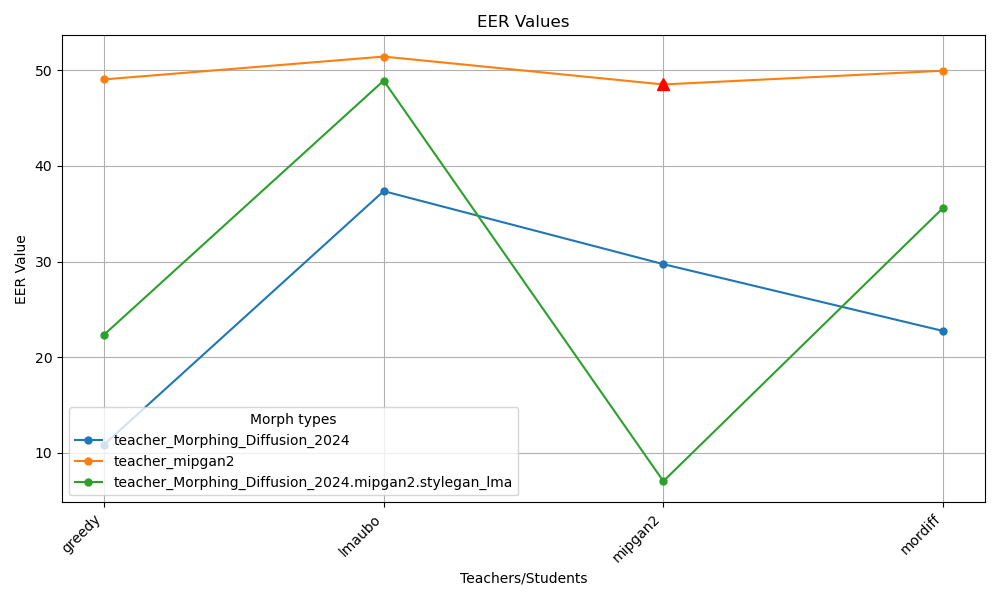 EER Values
EER Value
50
40
30
20
10
Morph types
teacher_Morphing_Diffusion_2024
teacher_mipgan2
teacher_Morphing_Diffusion_2024.mipgan2.stylegan_lma
greedy
lmaubo
mipgan2
mordiff
Teachers/Students